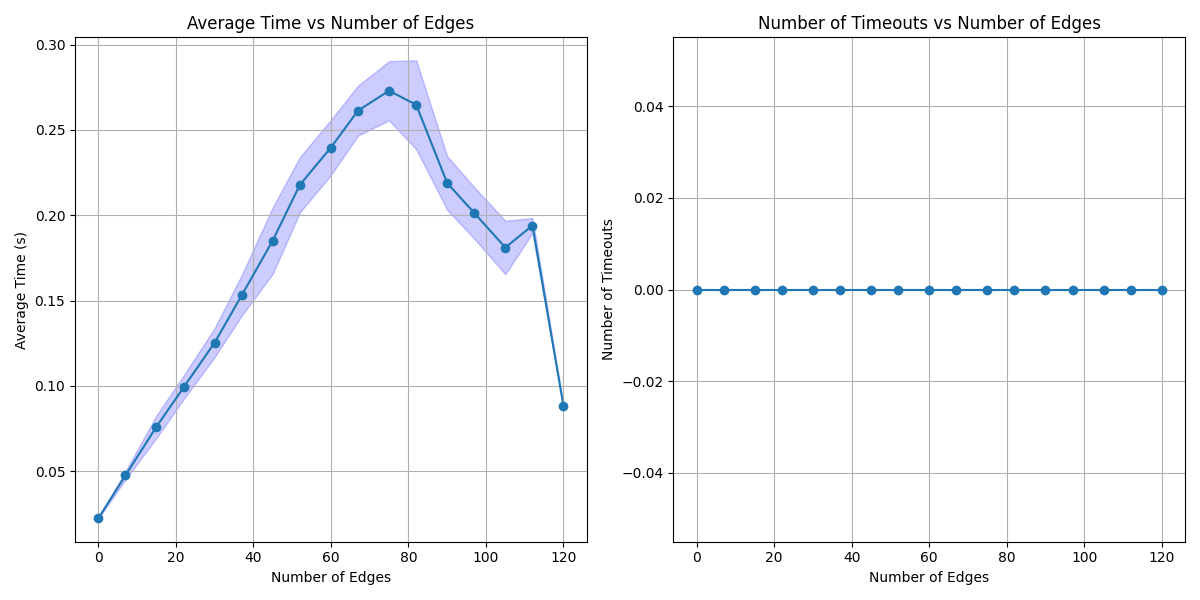 Average Time vs Number of Edges
Average Time (s)
0.30
0.25
0.20
0.15
0.10
0.05
0 20 40 60 80 100 120
Number of Edges
Number of Timeouts vs Number of Edges
Number of Timeouts
0.04
0.02
0.00
−0.02
−0.04
0 20 40 60 80 100 120
Number of Edges